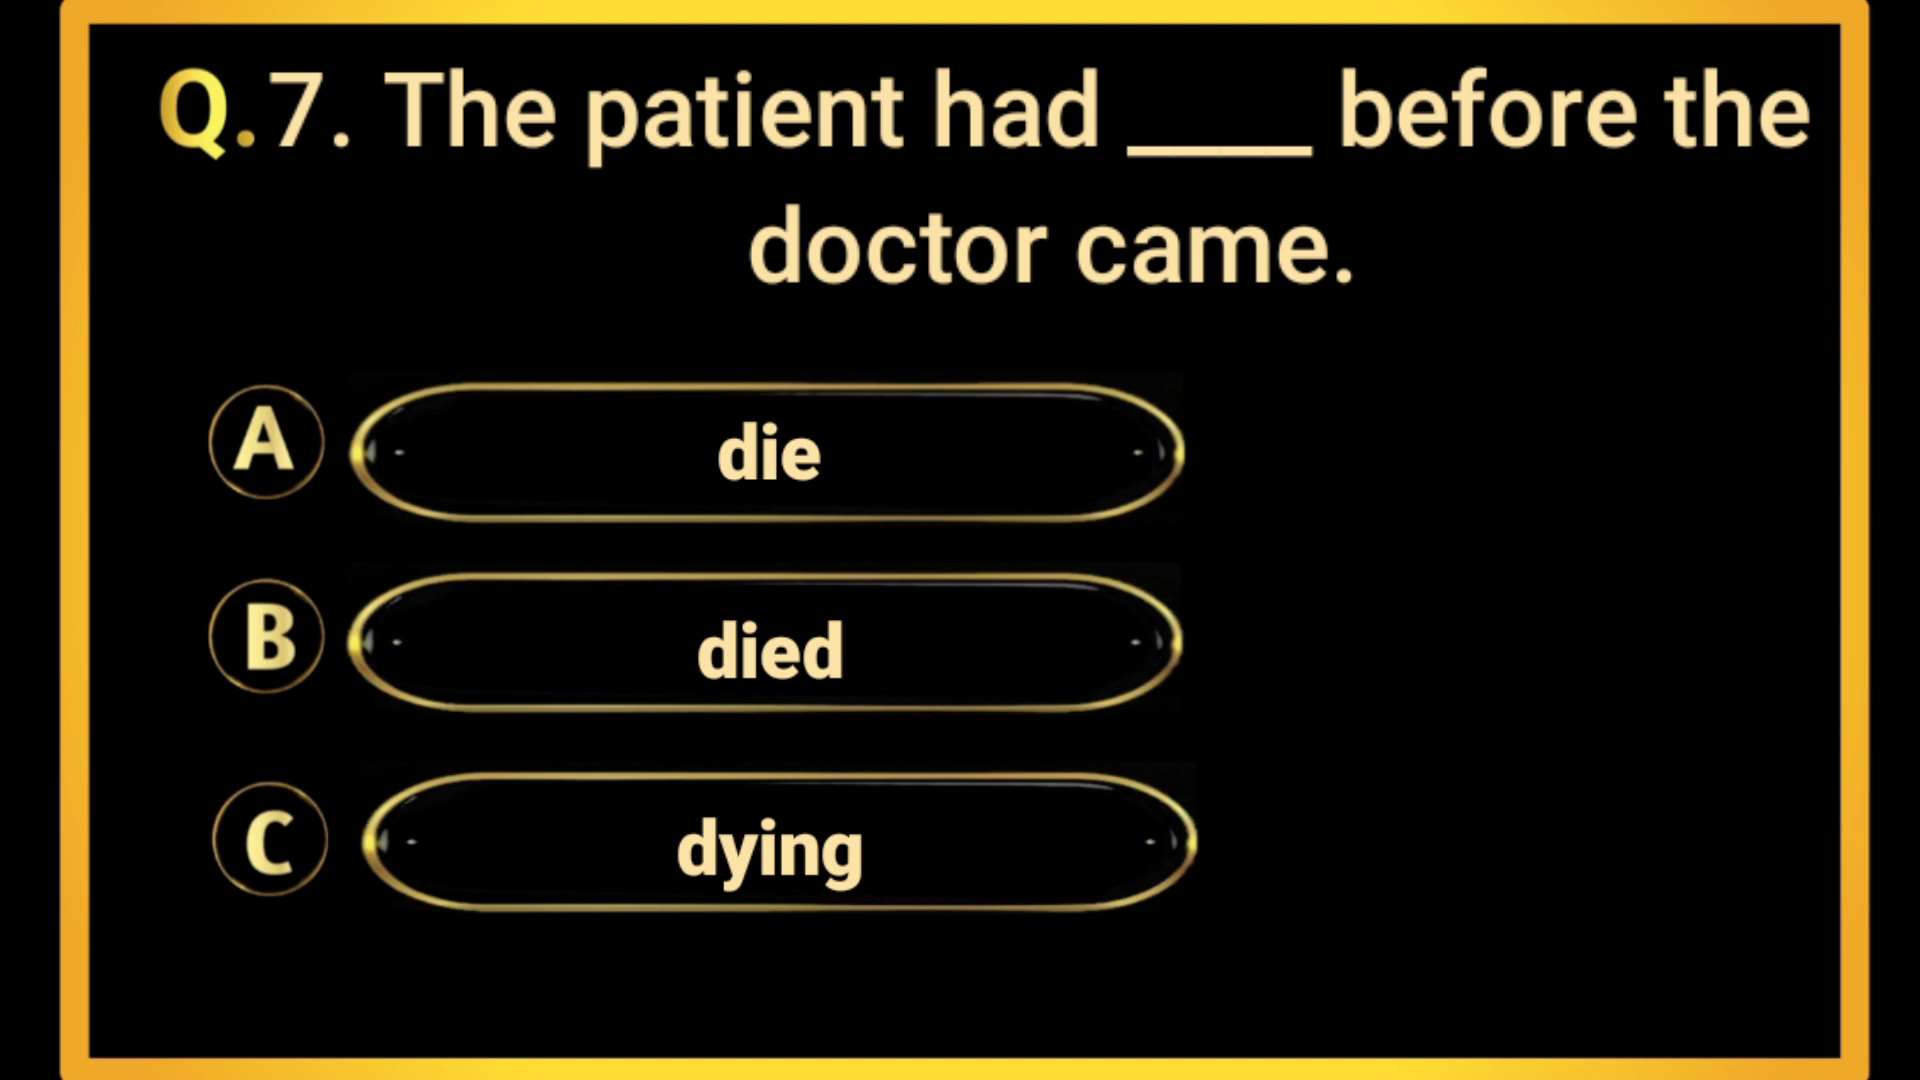 Q.7. The patient had ____ before the
doctor came.
A die
B died
C dying